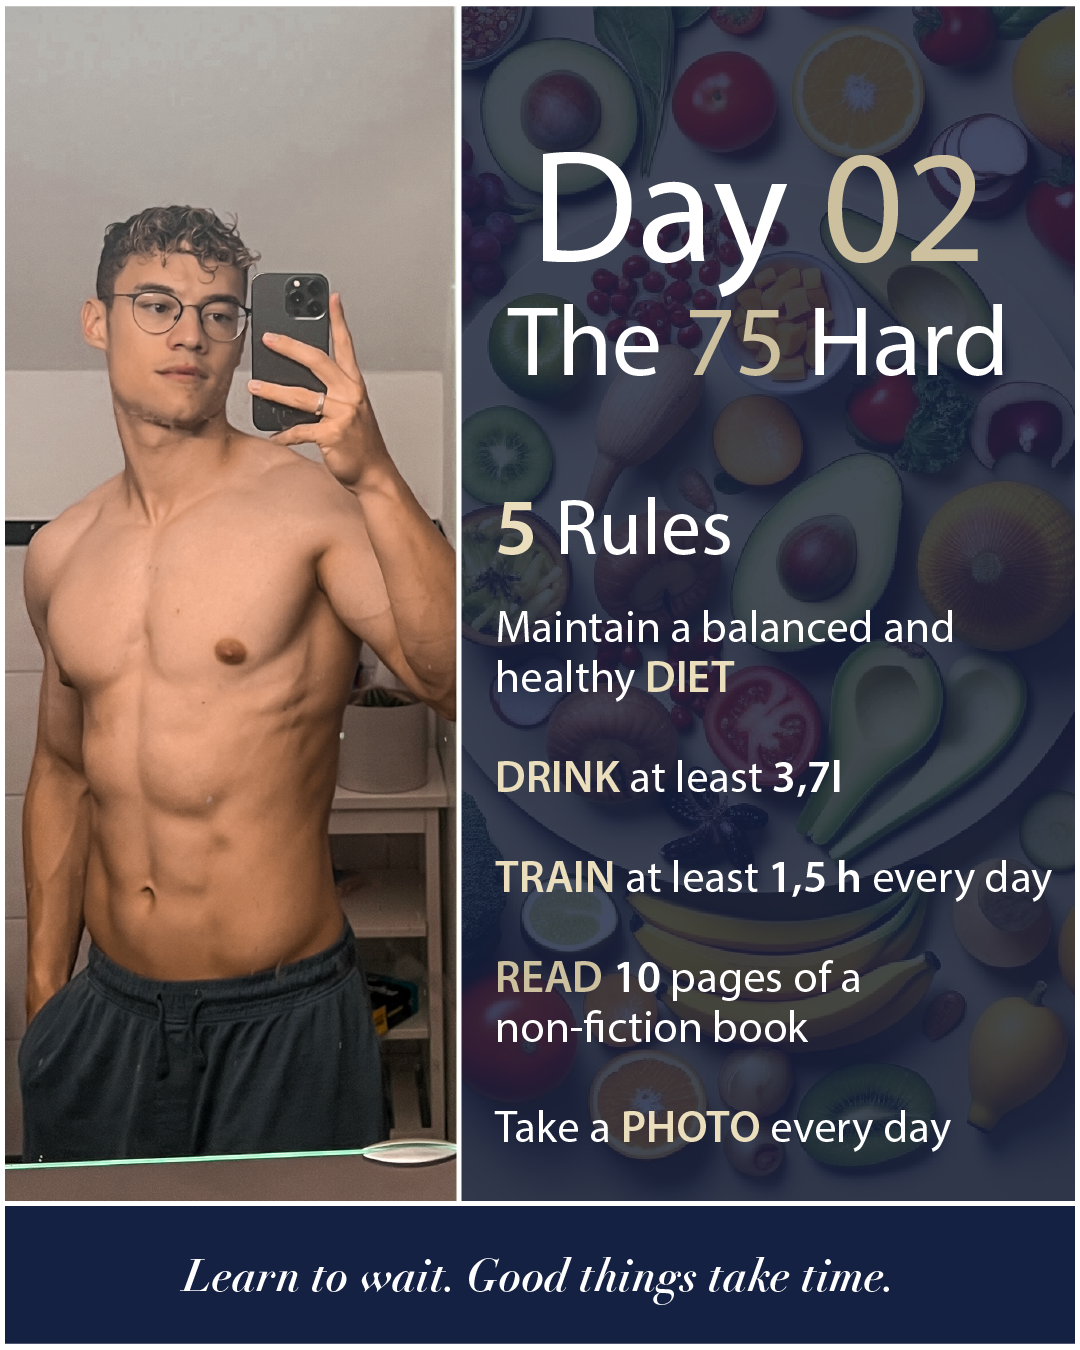 Day 02
The 75 Hard
5 Rules
Maintain a balanced and
healthy DIET
DRINK at least 3,7l
TRAIN at least 1,5 h every day
READ 10 pages of a
non-fiction book
Take a PHOTO every day
Learn to wait. Good things take time.